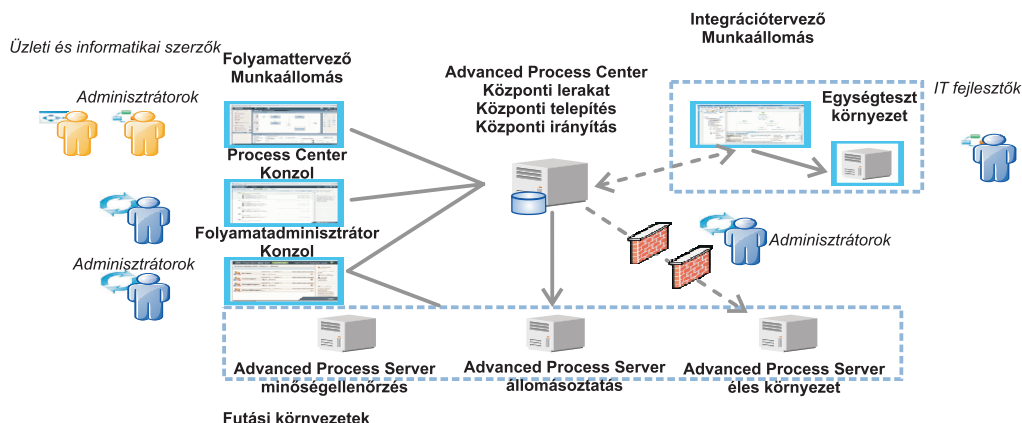 Üzleti és informatikai szerzők
Adminisztrátorok
Folyamattervező
Munkaállomás
Process Center
Konzol
Folyamatadminisztrátor
Konzol
Adminisztrátorok
Advanced Process Center
Központi lerakat
Központi telepítés
Központi irányítás
Integrációtervező
Munkaállomás
Egységteszt
környezet
IT fejlesztők
Adminisztrátorok
Advanced Process Server
minőségellenőrzés
Advanced Process Server
állomásoztatás
Advanced Process Server
éles környezet
Futási környezetek